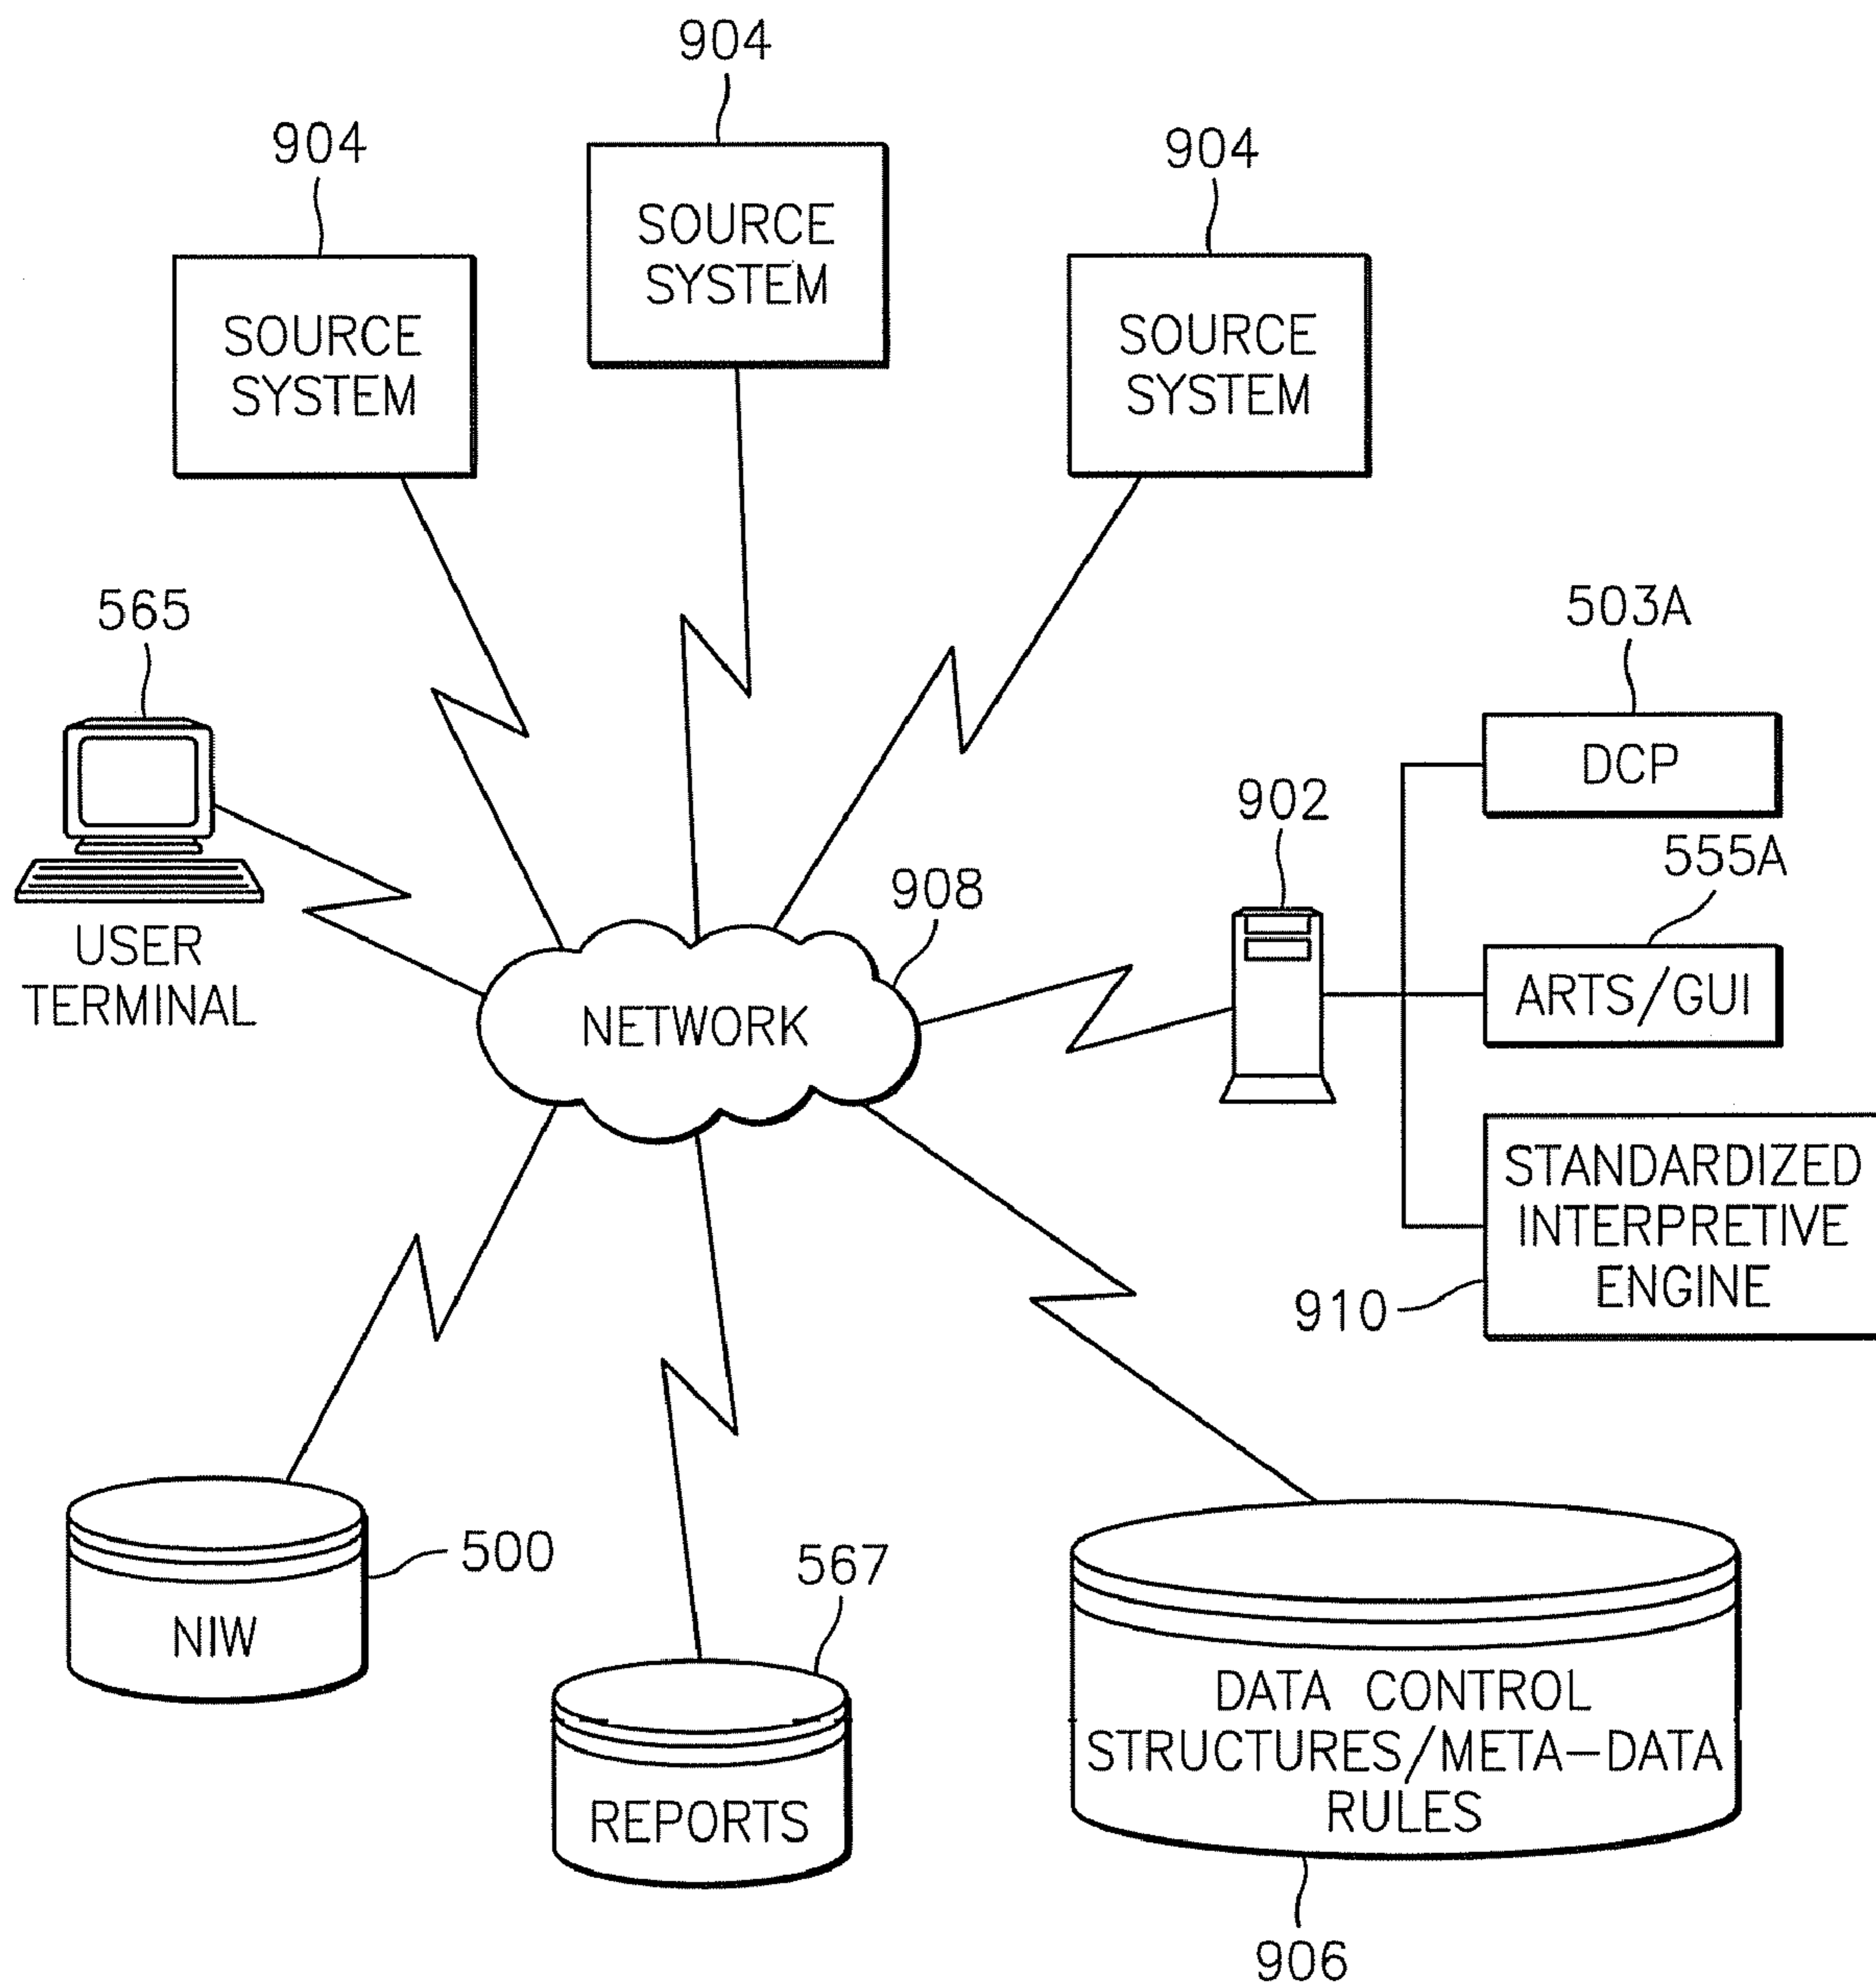 904
904
904
SOURCE
SYSTEM
SOURCE
SYSTEM
SOURCE
SYSTEM
565
USER
TERMINAL
503A
DCP
902
555A
ARTS/GUI
908
NETWORK
STANDARDIZED
INTERPRETIVE
ENGINE
910
500
NIW
567
REPORTS
DATA CONTROL
STRUCTURES/META-DATA
RULES
906